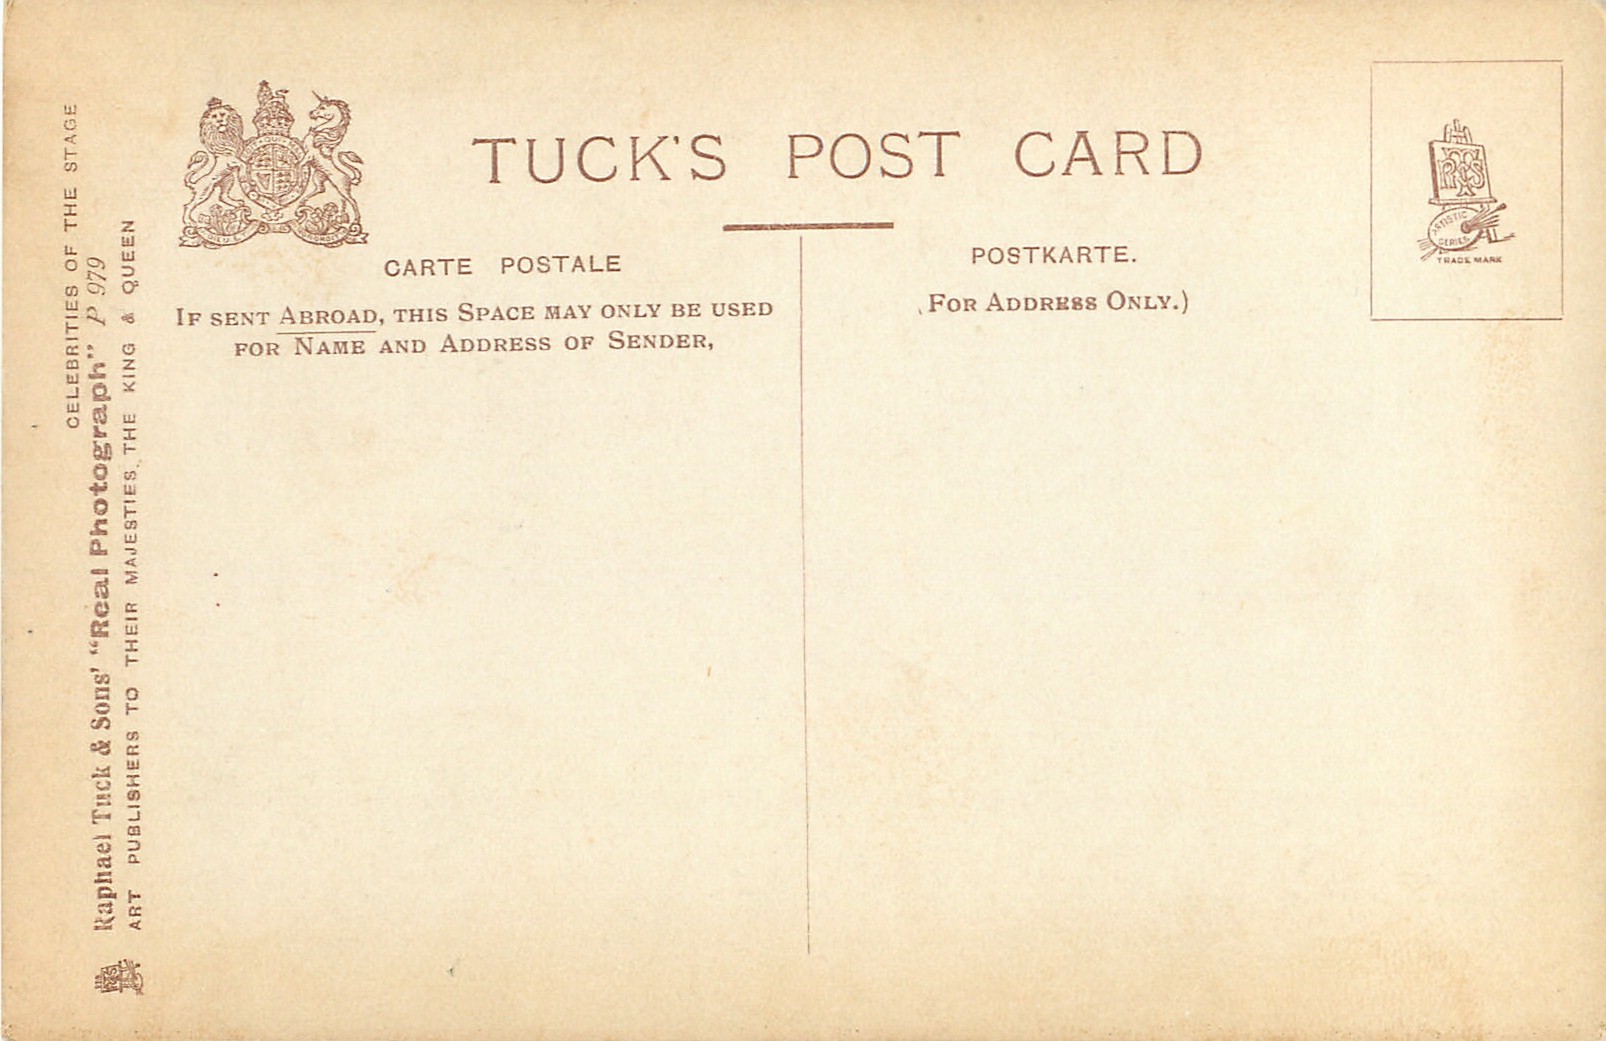 TUCK'S POST CARD
CARTE POSTALE
POSTKARTE.
IF SENT ABROAD, THIS SPACE MAY ONLY BE USED
FOR NAME AND ADDRESS OF SENDER,
FOR ADDRESS ONLY.)
ARTISTIC
SERIES
TRADE MARK
CELEBRITIES OF THE STAGE
Raphael Tuck & Sons' "Real Photograph" P 979
ART PUBLISHERS TO THEIR MAJESTIES THE KING & QUEEN